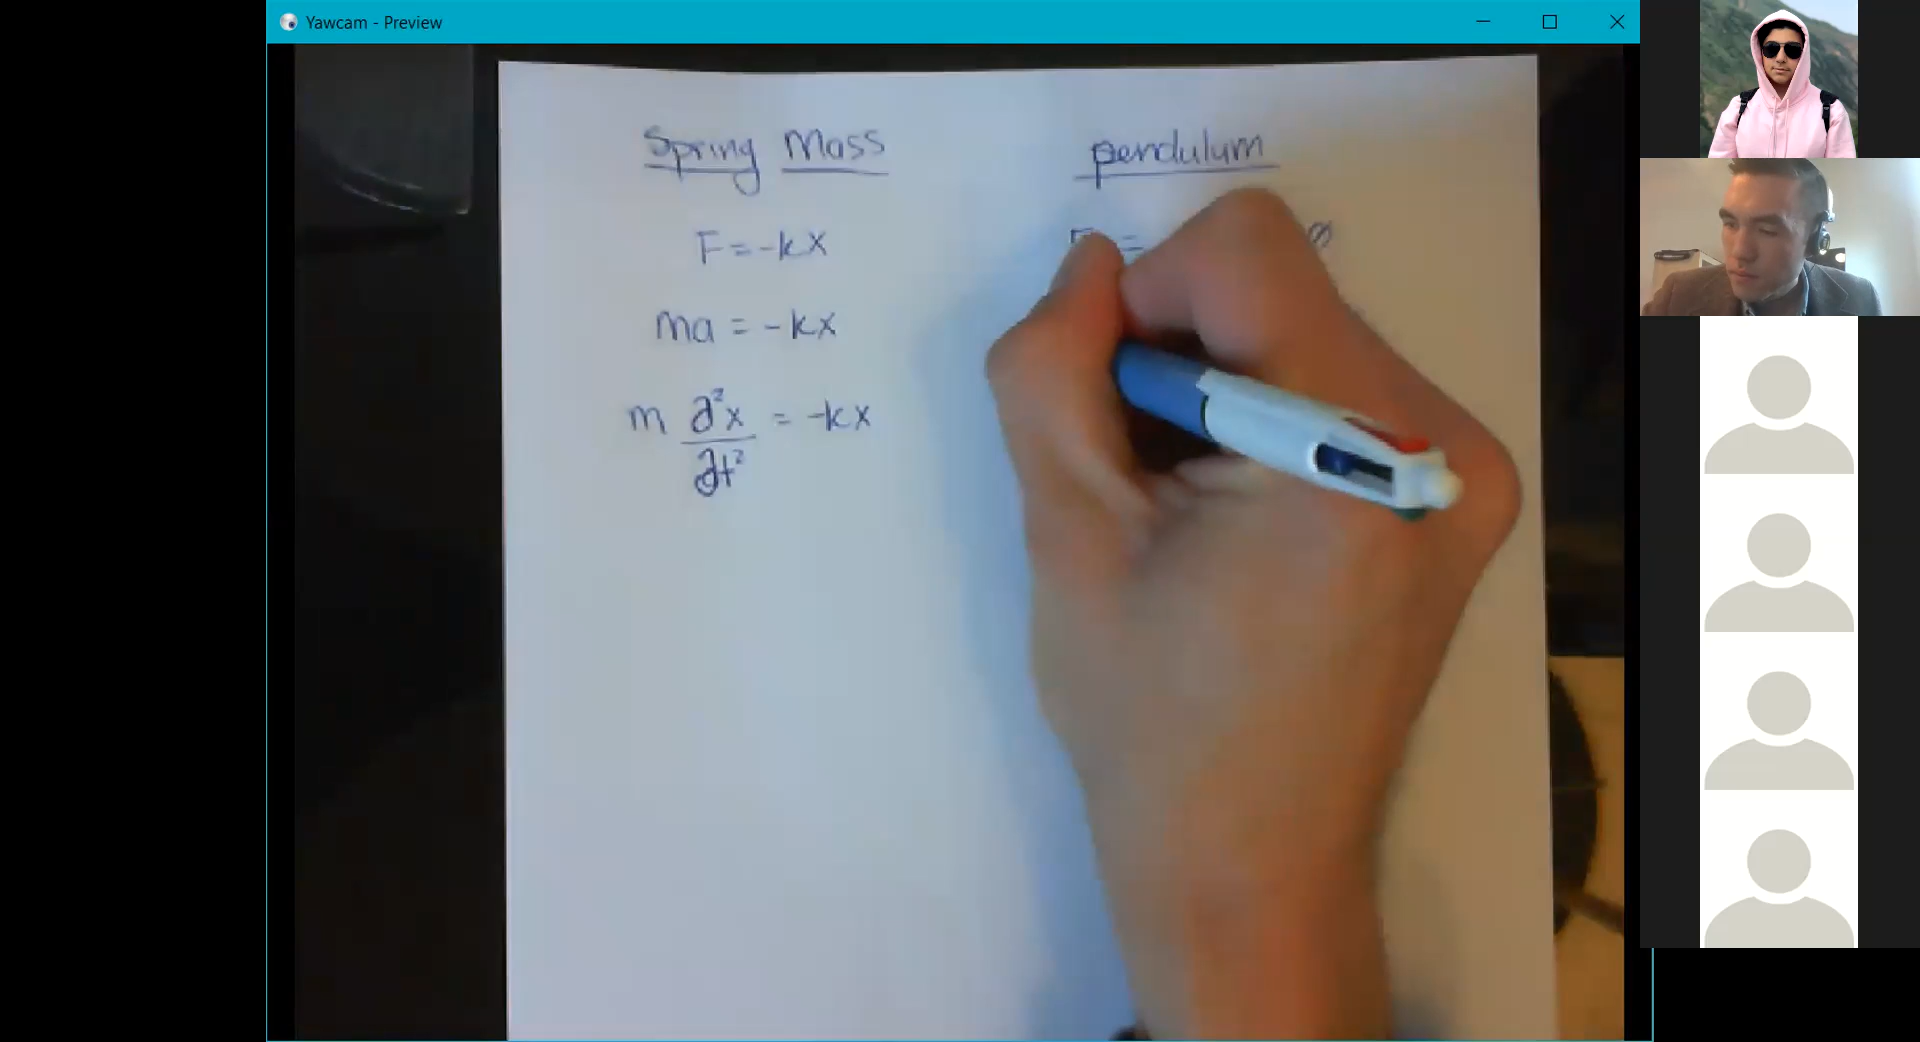 Yawcam - Preview
Spring Mass
F = -kx
ma = -kx
m ∂²x/∂t² = -kx
pendulum